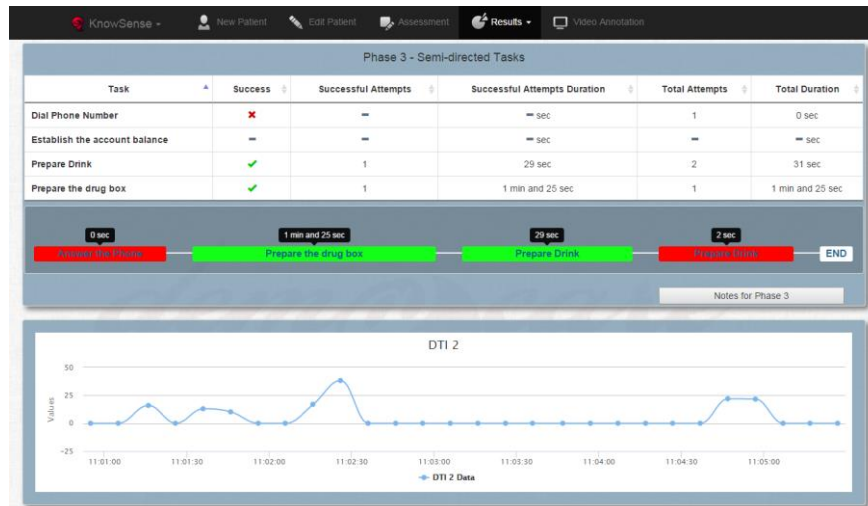 KnowSense
New Patient
Edit Patient
Assessment
Results
Video Annotation
Phase 3 - Semi-directed Tasks
Task Success Successful Attempts Successful Attempts Duration Total Attempts Total Duration
Dial Phone Number ✖ – – sec 1 0 sec
Establish the account balance – – – sec – – sec
Prepare Drink ✔ 1 29 sec 2 31 sec
Prepare the drug box ✔ 1 1 min and 25 sec 1 1 min and 25 sec
0 sec 1 min and 25 sec 29 sec 2 sec
Answer the Phone Prepare the drug box Prepare Drink Prepare Drink END
Notes for Phase 3
DTI 2
50
25
0
-25
Values
11:01:00 11:01:30 11:02:00 11:02:30 11:03:00 11:03:30 11:04:00 11:04:30 11:05:00
DTI 2 Data